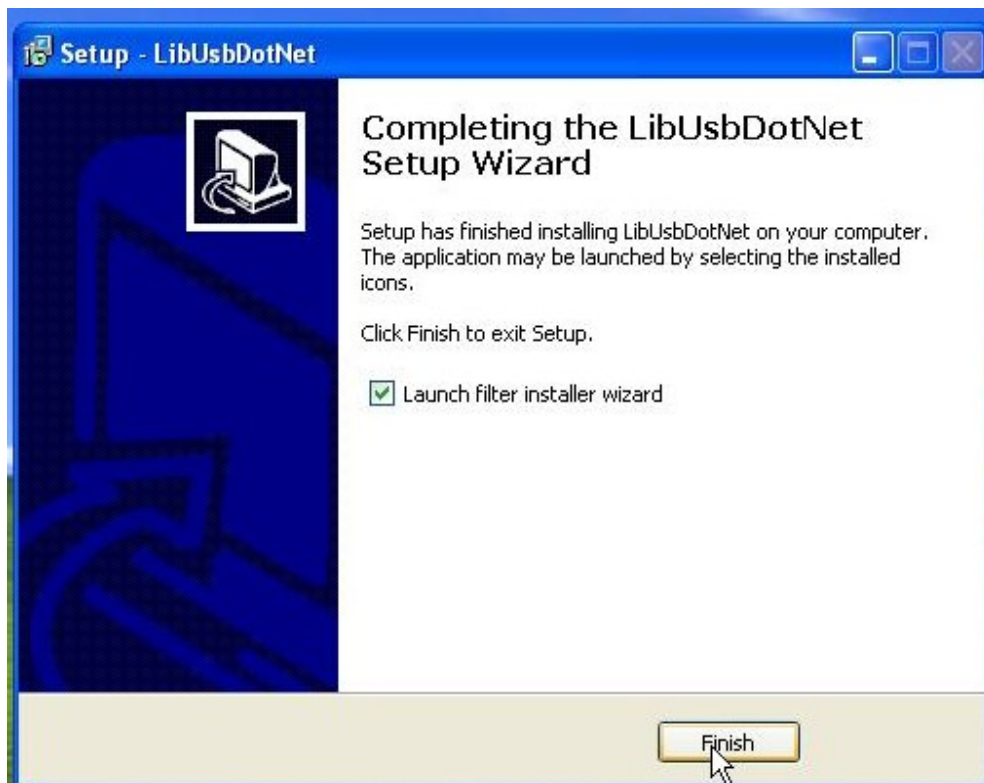 Setup - LibUsbDotNet
Completing the LibUsbDotNet
Setup Wizard
Setup has finished installing LibUsbDotNet on your computer.
The application may be launched by selecting the installed
icons.
Click Finish to exit Setup.
Launch filter installer wizard
Finish